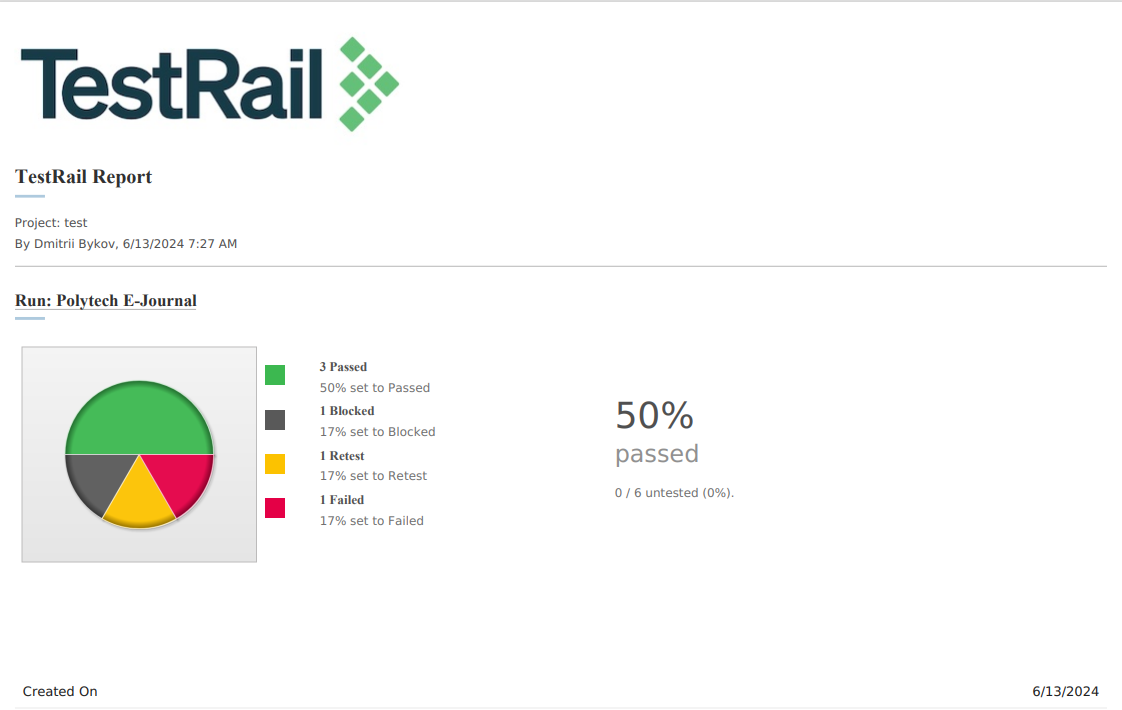 TestRail
TestRail Report
Project: test
By Dmitrii Bykov, 6/13/2024 7:27 AM
Run: Polytech E-Journal
3 Passed
50% set to Passed
1 Blocked
17% set to Blocked
1 Retest
17% set to Retest
1 Failed
17% set to Failed
50%
passed
0 / 6 untested (0%).
Created On 6/13/2024